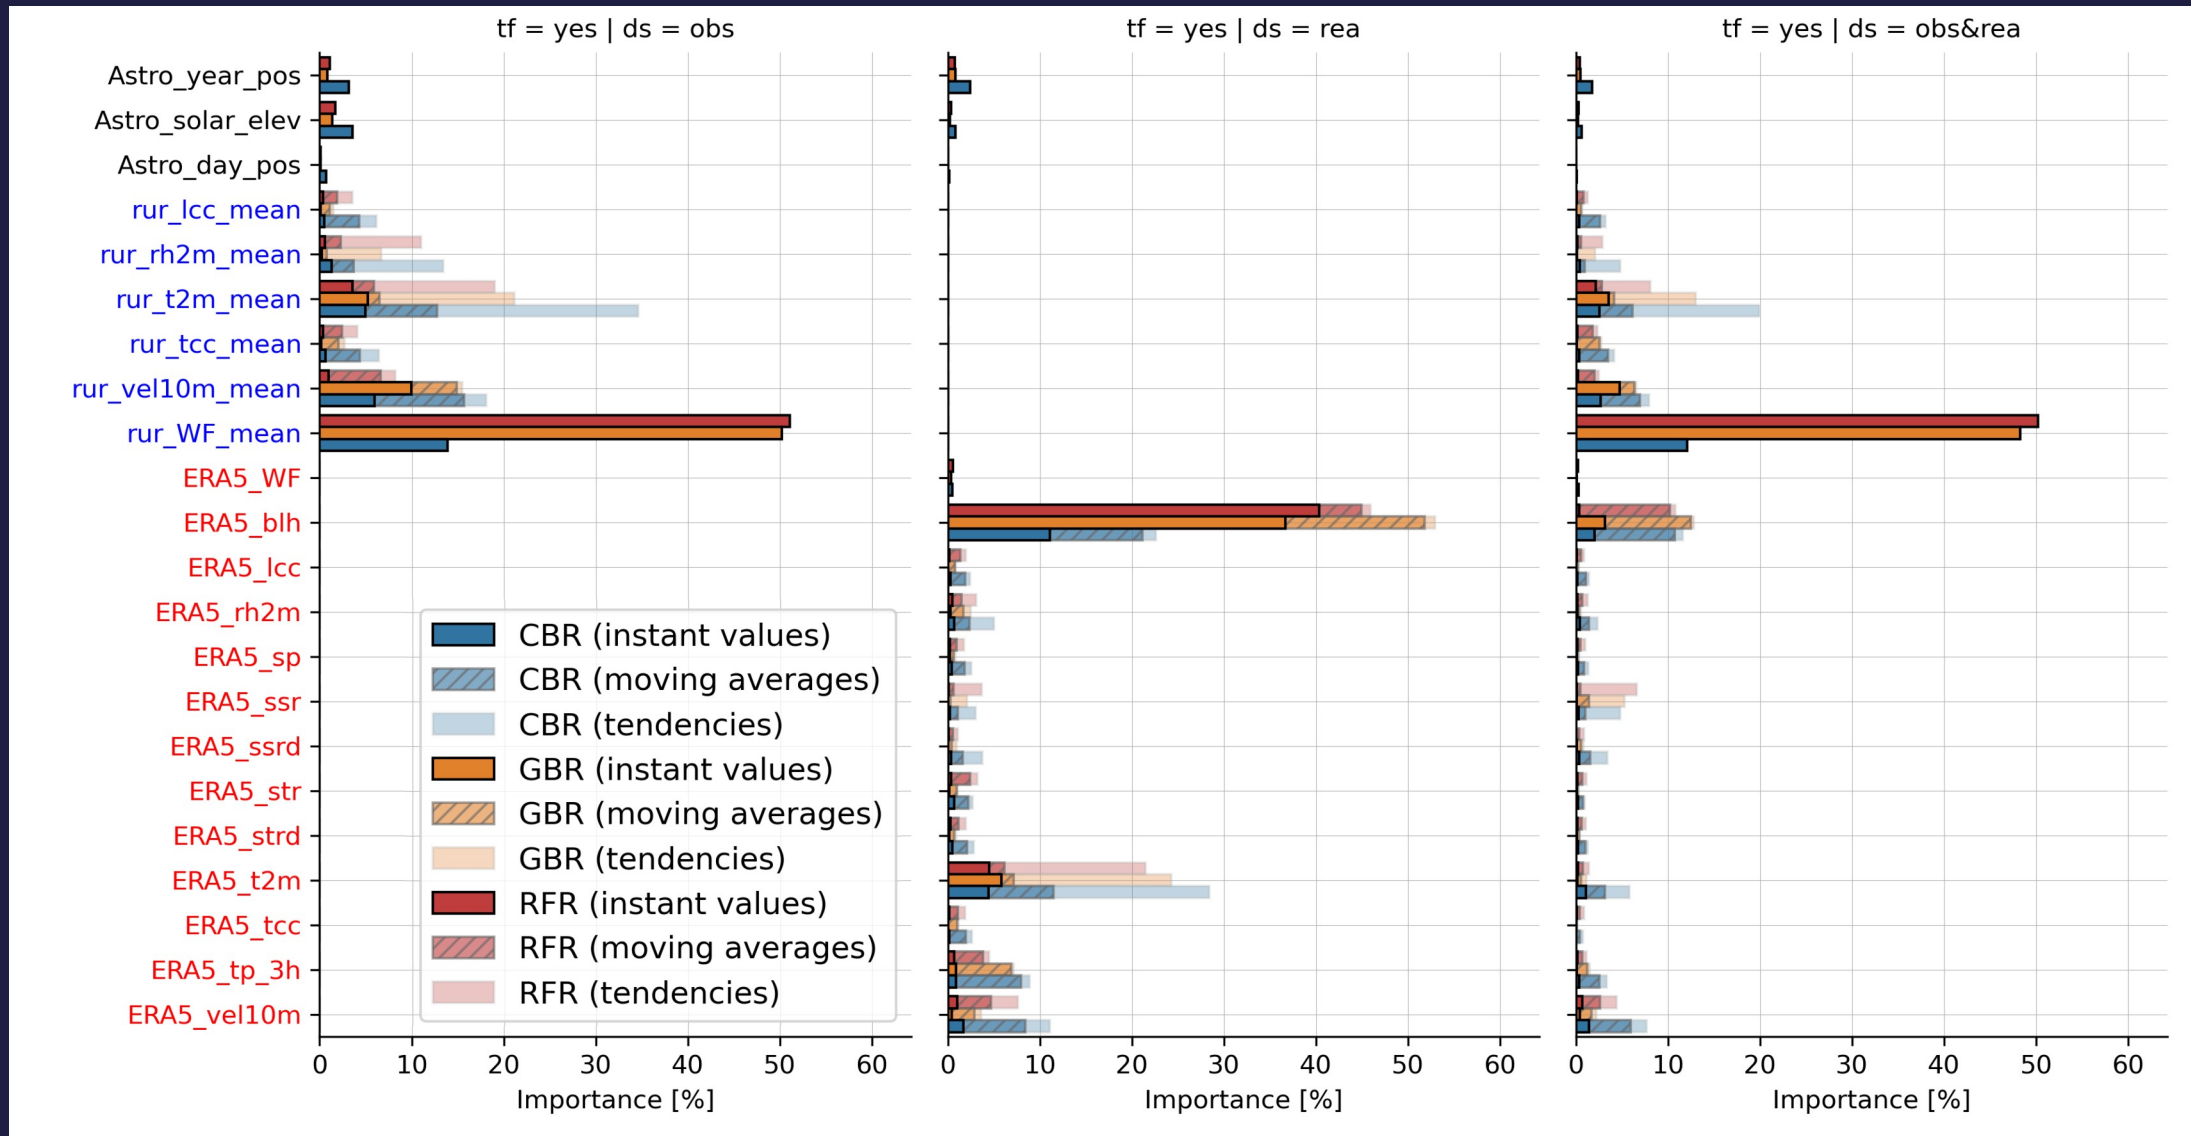 tf = yes | ds = obs
tf = yes | ds = rea
tf = yes | ds = obs&rea
Astro_year_pos
Astro_solar_elev
Astro_day_pos
rur_lcc_mean
rur_rh2m_mean
rur_t2m_mean
rur_tcc_mean
rur_vel10m_mean
rur_WF_mean
ERA5_WF
ERA5_blh
ERA5_lcc
ERA5_rh2m
ERA5_sp
ERA5_ssr
ERA5_ssrd
ERA5_str
ERA5_strd
ERA5_t2m
ERA5_tcc
ERA5_tp_3h
ERA5_vel10m
CBR (instant values)
CBR (moving averages)
CBR (tendencies)
GBR (instant values)
GBR (moving averages)
GBR (tendencies)
RFR (instant values)
RFR (moving averages)
RFR (tendencies)
0 10 20 30 40 50 60
0 10 20 30 40 50 60
0 10 20 30 40 50 60
Importance [%]
Importance [%]
Importance [%]